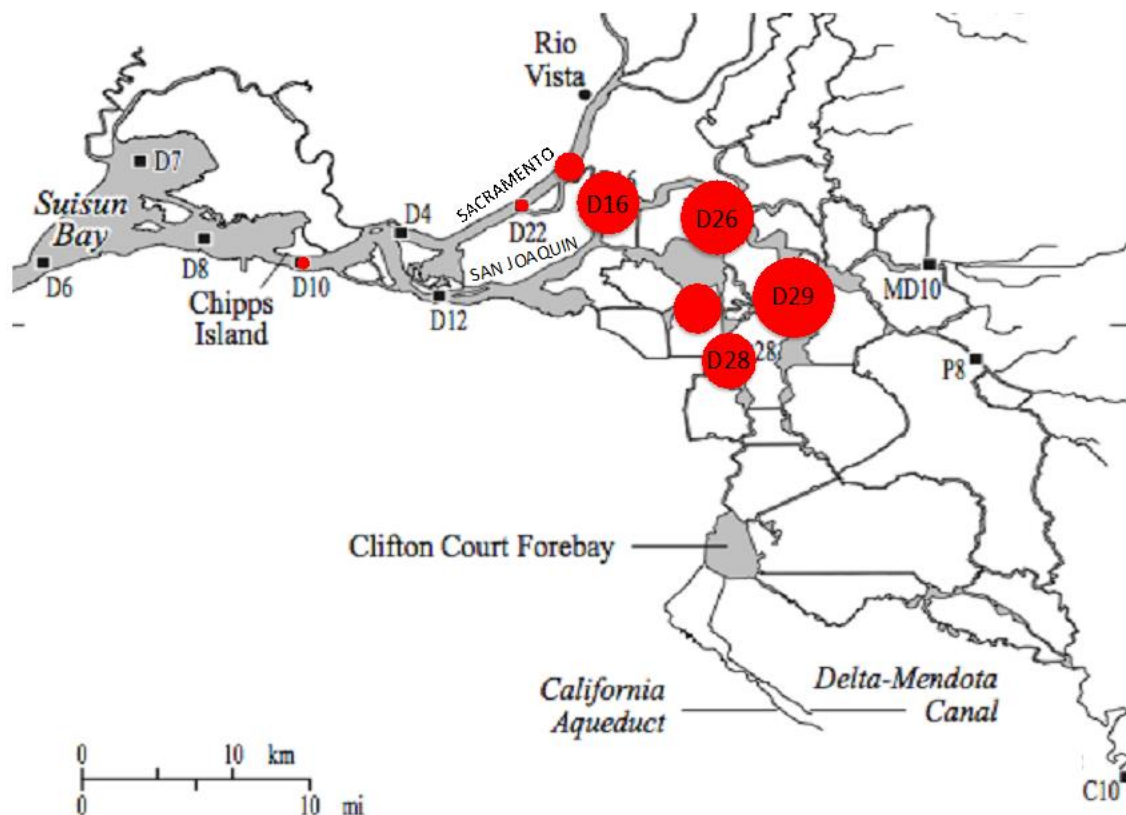 Rio
Vista
SACRAMENTO
D7
Suisun
Bay
D16
D26
D4
D22
SAN JOAQUIN
D6
D8
D10
Chipps
Island
D12
MD10
D29
D28
28
P8
Clifton Court Forebay
California
Aqueduct
Delta-Mendota
Canal
C10
0 10 km
0 10 mi